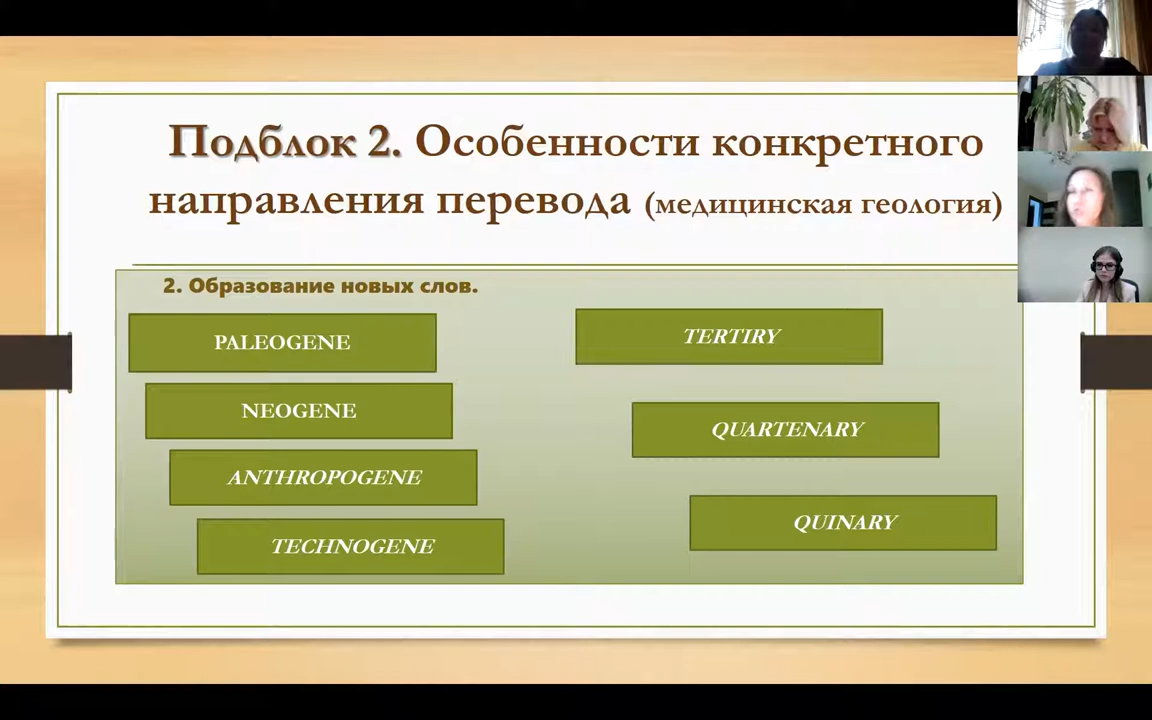 Подблок 2. Особенности конкретного
направления перевода (медицинская геология)
2. Образование новых слов.
PALEOGENE
NEOGENE
ANTHROPOGENE
TECHNOGENE
TERTIRY
QUARTENARY
QUINARY